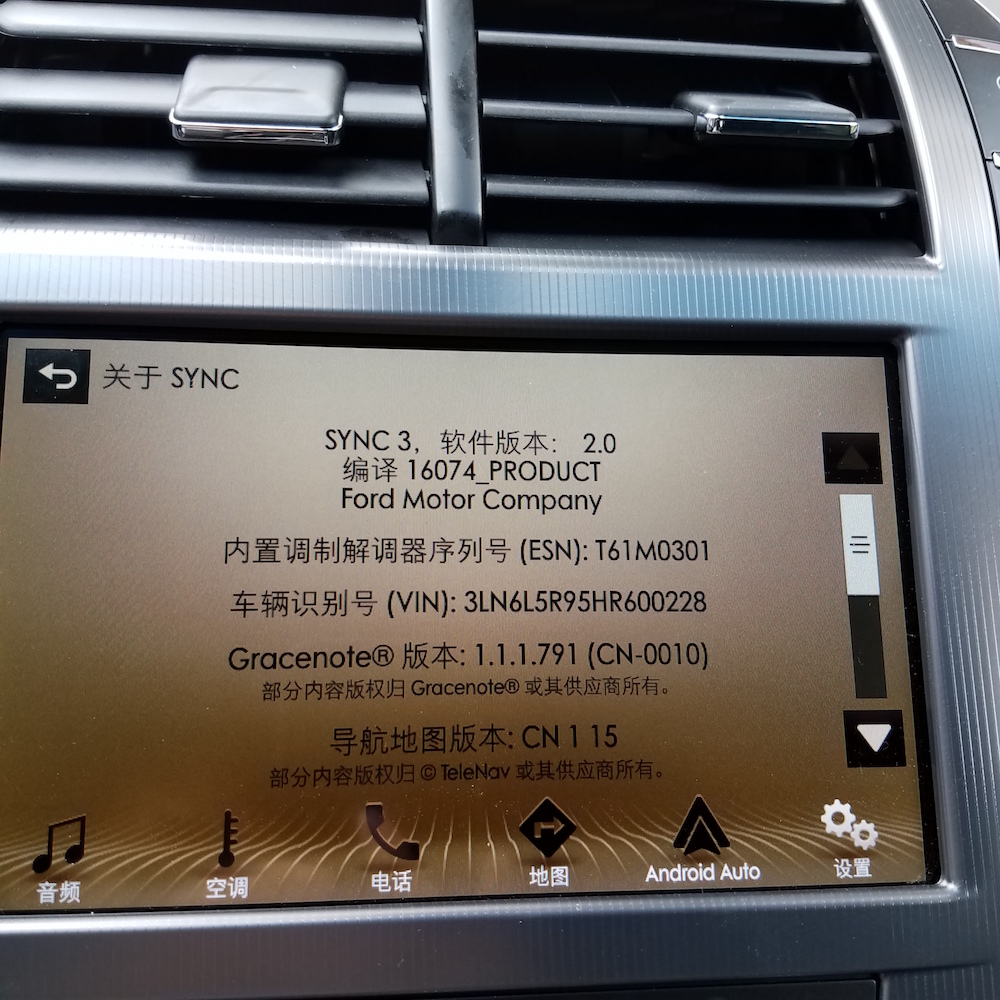 关于 SYNC
SYNC 3， 软件版本： 2.0
编译 16074_PRODUCT
Ford Motor Company
内置调制解调器序列号 (ESN): T61M0301
车辆识别号 (VIN): 3LN6L5R95HR600228
Gracenote® 版本: 1.1.1.791 (CN-0010)
部分内容版权归 Gracenote® 或其供应商所有。
导航地图版本: CN 1 15
部分内容版权归 © TeleNav 或其供应商所有。
音频 空调 电话 地图 Android Auto 设置